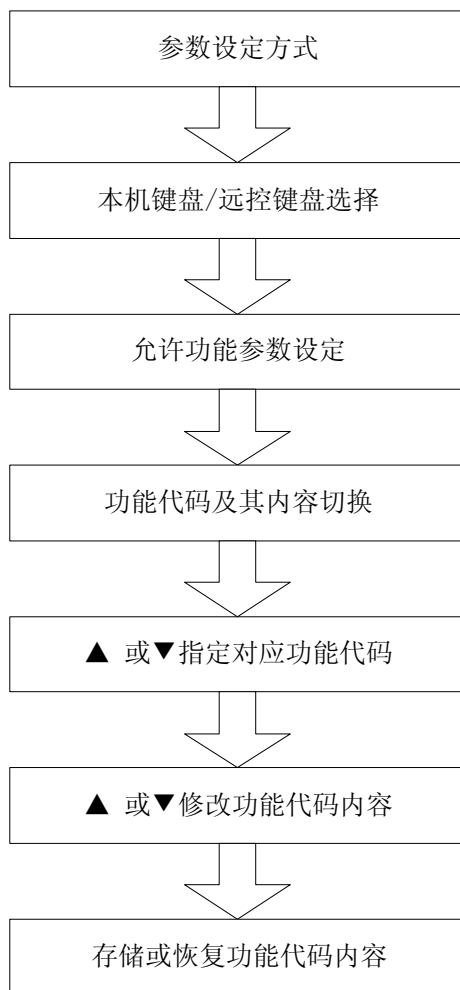 参数设定方式
本机键盘/远控键盘选择
允许功能参数设定
功能代码及其内容切换
▲ 或▼指定对应功能代码
▲ 或▼修改功能代码内容
存储或恢复功能代码内容